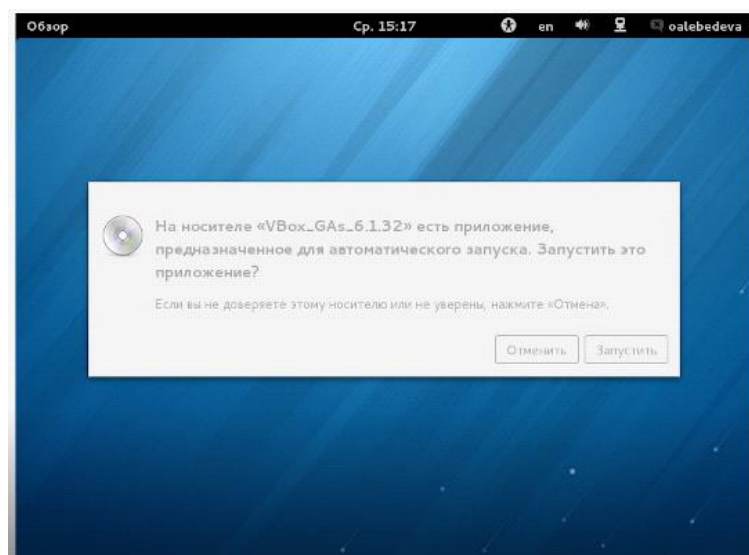 Обзор Ср. 15:17 en oalebedeva
На носителе «VBox_GAs_6.1.32» есть приложение,
предназначенное для автоматического запуска. Запустить это
приложение?
Если вы не доверяете этому носителю или не уверены, нажмите «Отмена».
Отменить Запустить